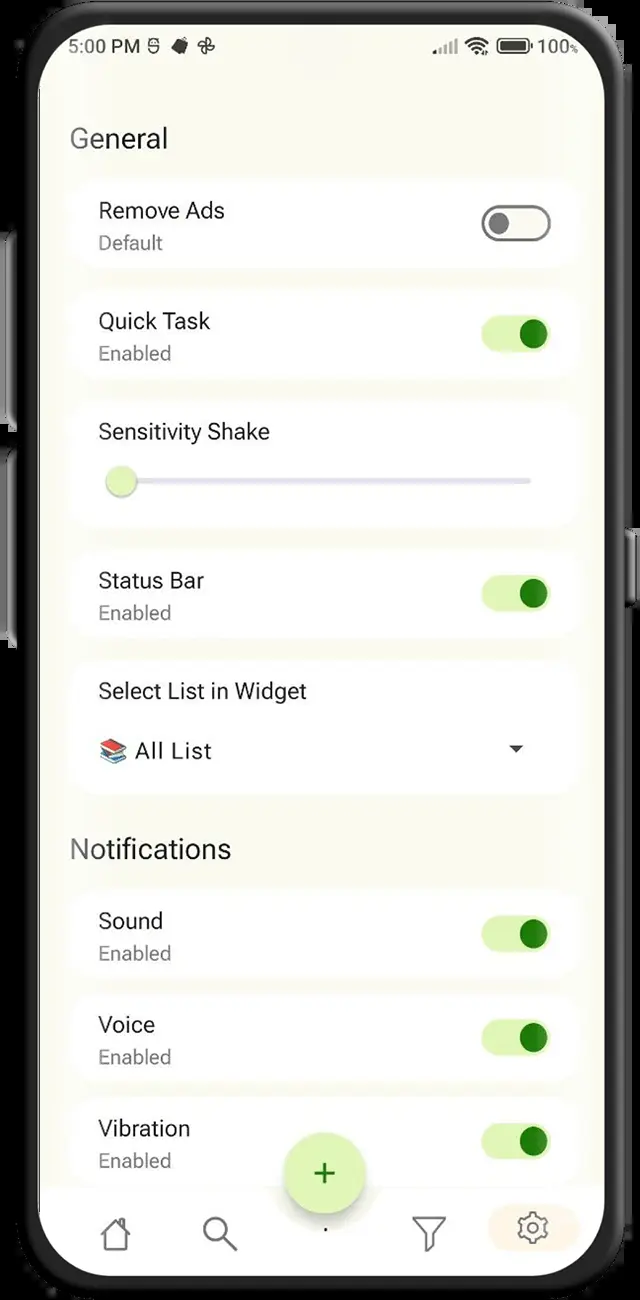 5:00 PM 100%
General
Remove Ads
Default
Quick Task
Enabled
Sensitivity Shake
Status Bar
Enabled
Select List in Widget
📚 All List
Notifications
Sound
Enabled
Voice
Enabled
Vibration
Enabled
+